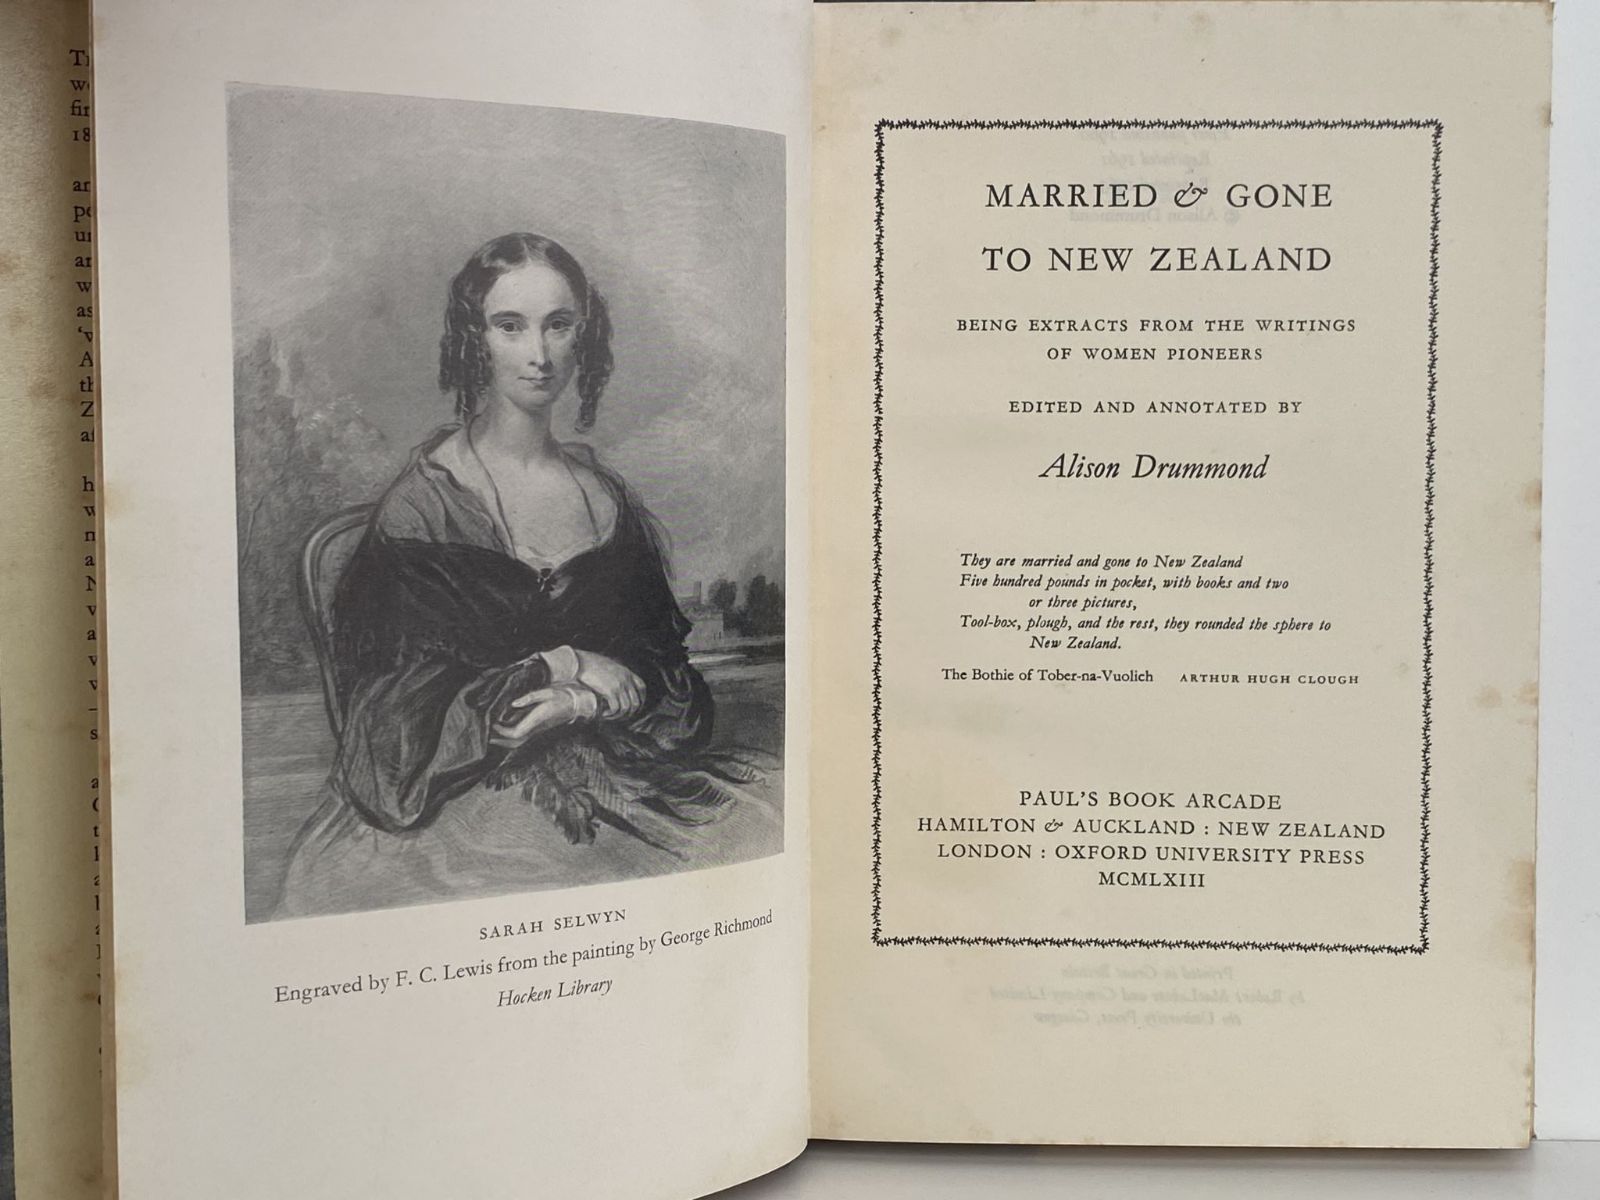 SARAH SELWYN
Engraved by F. C. Lewis from the painting by George Richmond
Hocken Library
MARRIED & GONE
TO NEW ZEALAND
BEING EXTRACTS FROM THE WRITINGS
OF WOMEN PIONEERS
EDITED AND ANNOTATED BY
Alison Drummond
They are married and gone to New Zealand
Five hundred pounds in pocket, with books and two
or three pictures,
Tool-box, plough, and the rest, they rounded the sphere to
New Zealand.
The Bothie of Tober-na-Vuolich ARTHUR HUGH CLOUGH
PAUL'S BOOK ARCADE
HAMILTON & AUCKLAND : NEW ZEALAND
LONDON : OXFORD UNIVERSITY PRESS
MCMLXIII